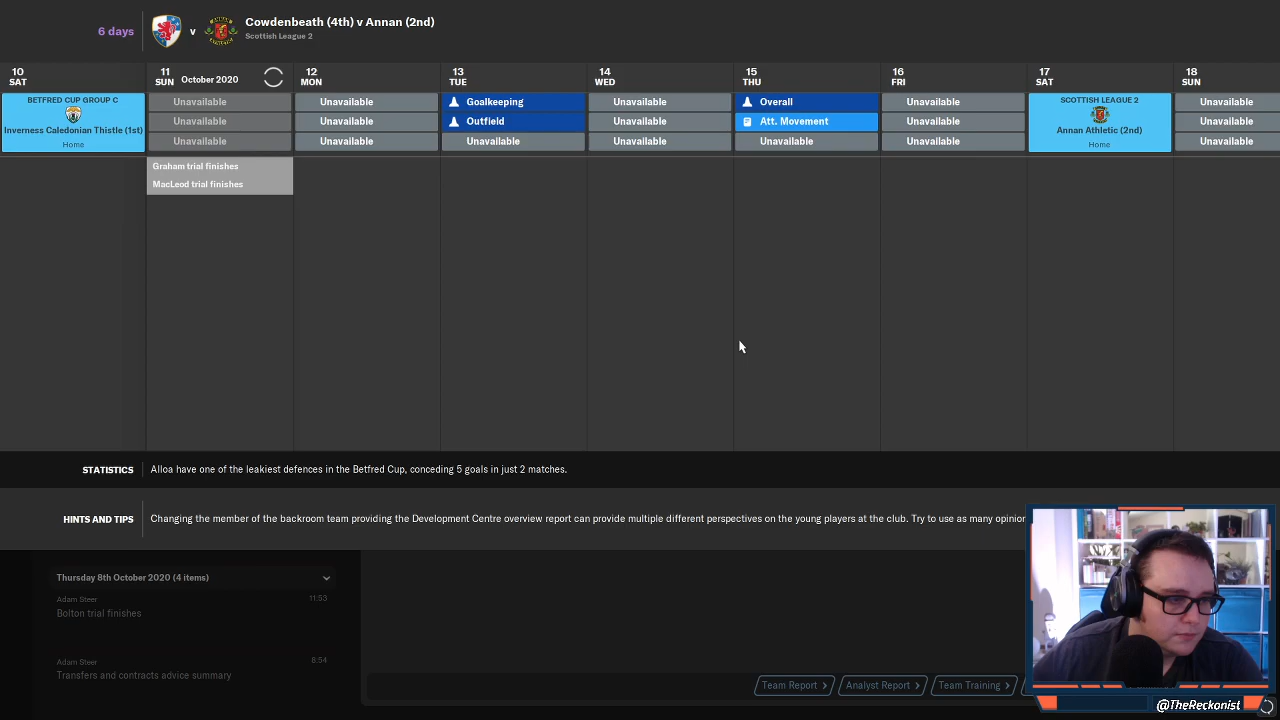 6 days
v
Cowdenbeath (4th) v Annan (2nd)
Scottish League 2
10
SAT
11
SUN
October 2020
12
MON
13
TUE
14
WED
15
THU
16
FRI
17
SAT
18
SUN
BETFRED CUP GROUP C
Inverness Caledonian Thistle (1st)
Home
Unavailable
Unavailable
Unavailable
Graham trial finishes
MacLeod trial finishes
Unavailable
Unavailable
Unavailable
Goalkeeping
Outfield
Unavailable
Unavailable
Unavailable
Unavailable
Overall
Att. Movement
Unavailable
Unavailable
Unavailable
Unavailable
SCOTTISH LEAGUE 2
Annan Athletic (2nd)
Home
Unavailable
Unavailable
Unavailable
STATISTICS
Alloa have one of the leakiest defences in the Betfred Cup, conceding 5 goals in just 2 matches.
HINTS AND TIPS
Changing the member of the backroom team providing the Development Centre overview report can provide multiple different perspectives on the young players at the club. Try to use as many opinion
Thursday 8th October 2020 (4 items)
Adam Steer
11:53
Bolton trial finishes
Adam Steer
8:54
Transfers and contracts advice summary
Team Report
Analyst Report
Team Training
@TheReckonist